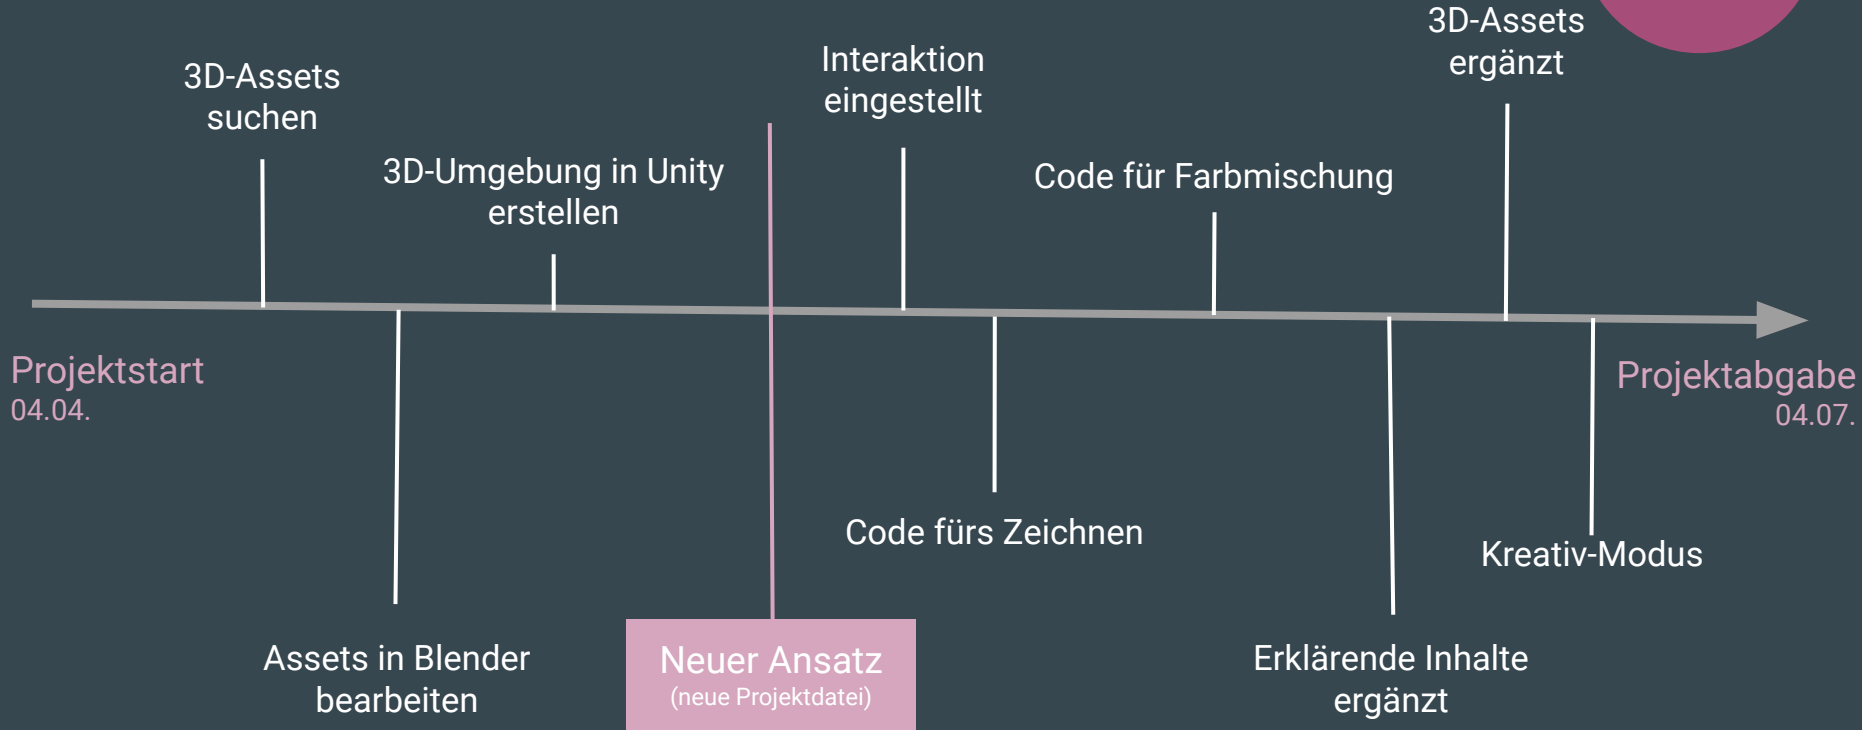 3D-Assets
suchen
3D-Umgebung in Unity
erstellen
Interaktion
eingestellt
Code für Farbmischung
3D-Assets
ergänzt
Projektstart
04.04.
Projektabgabe
04.07.
Assets in Blender
bearbeiten
Neuer Ansatz
(neue Projektdatei)
Code fürs Zeichnen
Erklärende Inhalte
ergänzt
Kreativ-Modus